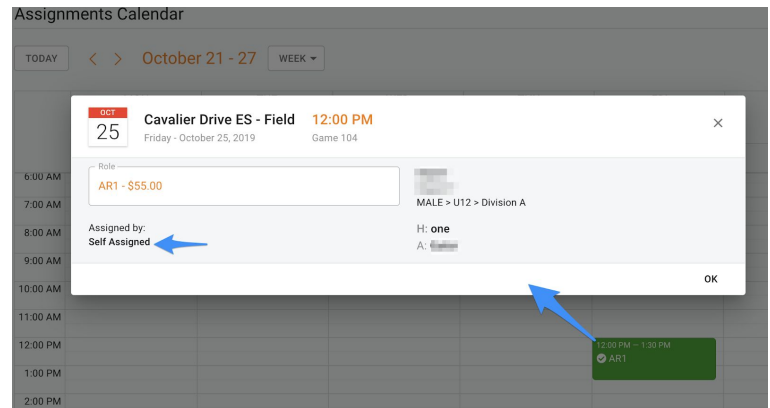 Assignments Calendar
TODAY
October 21 - 27
WEEK
OCT
25
Cavalier Drive ES - Field
12:00 PM
Friday - October 25, 2019
Game 104
Role
AR1 - $55.00
MALE > U12 > Division A
Assigned by:
Self Assigned
H: one
A:
OK
6:00 AM
7:00 AM
8:00 AM
9:00 AM
10:00 AM
11:00 AM
12:00 PM
1:00 PM
2:00 PM
12:00 PM – 1:30 PM
AR1